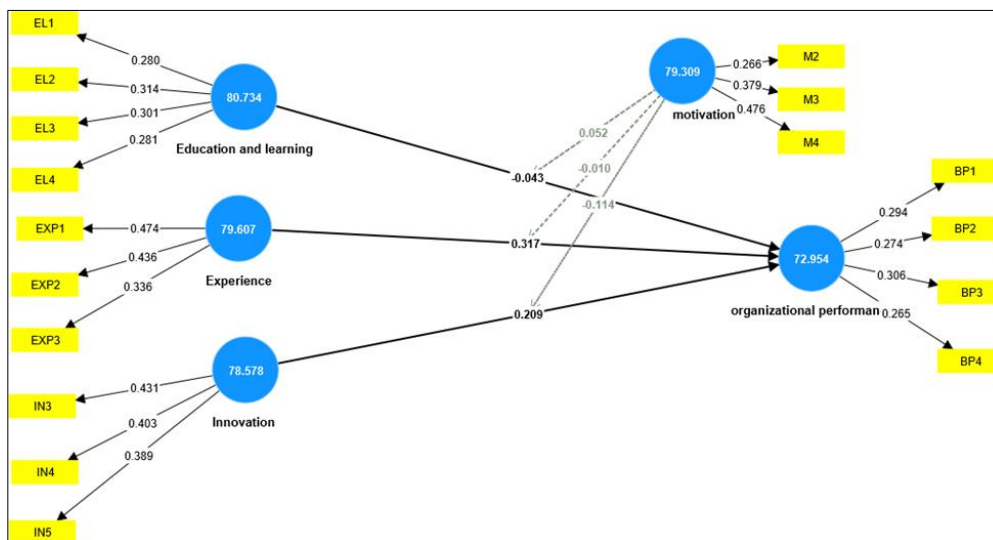 EL1
EL2
EL3
EL4
0.280
0.314
0.301
0.281
80.734
Education and learning
EXP1
EXP2
EXP3
0.474
0.436
0.336
79.607
Experience
IN3
IN4
IN5
0.431
0.403
0.389
78.578
Innovation
79.309
motivation
0.266
0.379
0.476
M2
M3
M4
0.052
-0.010
-0.114
-0.043
0.317
0.209
72.954
organizational performan
0.294
0.274
0.306
0.265
BP1
BP2
BP3
BP4